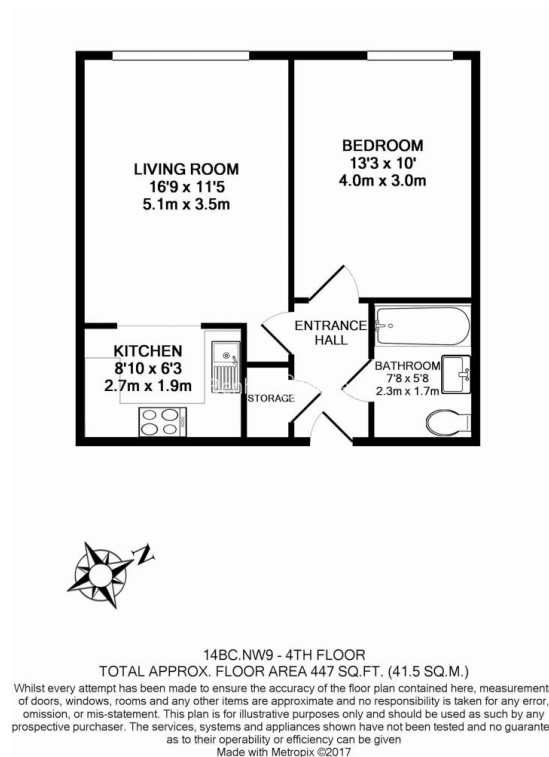 LIVING ROOM
16'9 x 11'5
5.1m x 3.5m
BEDROOM
13'3 x 10'
4.0m x 3.0m
ENTRANCE
HALL
KITCHEN
8'10 x 6'3
2.7m x 1.9m
STORAGE
BATHROOM
7'8 x 5'8
2.3m x 1.7m
N
14BC.NW9 - 4TH FLOOR
TOTAL APPROX. FLOOR AREA 447 SQ.FT. (41.5 SQ.M.)
Whilst every attempt has been made to ensure the accuracy of the floor plan contained here, measurement
of doors, windows, rooms and any other items are approximate and no responsibility is taken for any error,
omission, or mis-statement. This plan is for illustrative purposes only and should be used as such by any
prospective purchaser. The services, systems and appliances shown have not been tested and no guarante
as to their operability or efficiency can be given
Made with Metropix ©2017